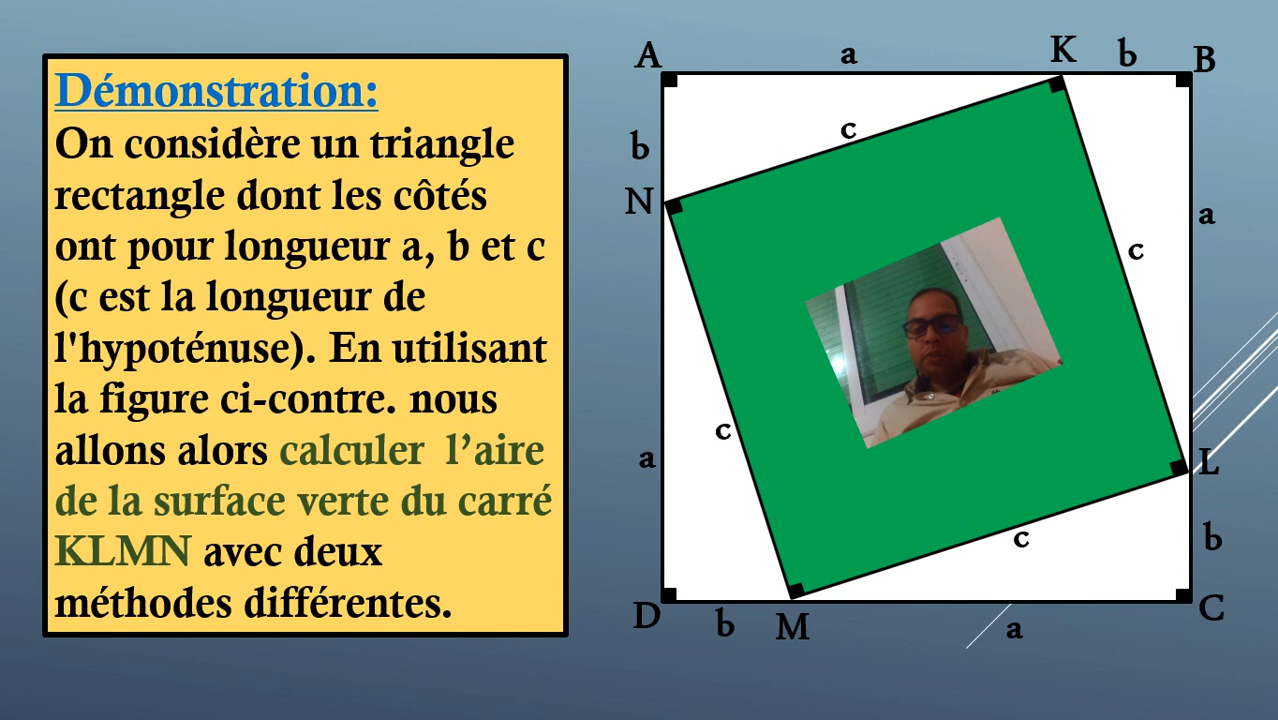 Démonstration:
On considère un triangle
rectangle dont les côtés
ont pour longueur a, b et c
(c est la longueur de
l'hypoténuse). En utilisant
la figure ci-contre. nous
allons alors calculer l’aire
de la surface verte du carré
KLMN avec deux
méthodes différentes.
A a K b B
b c
N a
c
c
a L
c b
D b M a C